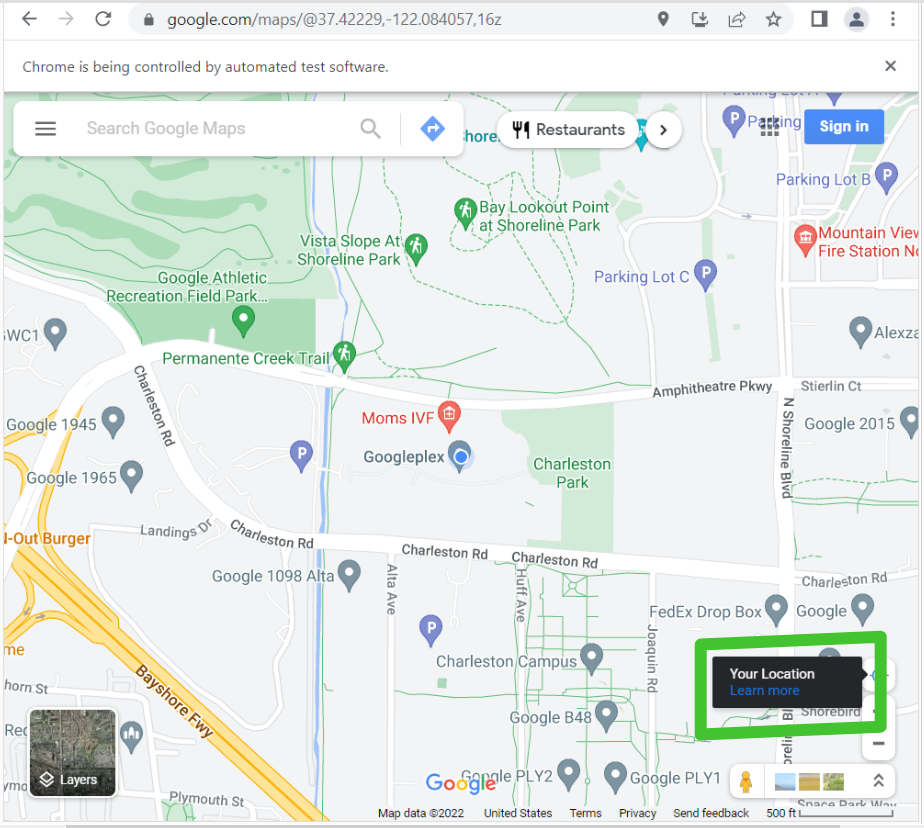 google.com/maps/@37.42229,-122.084057,16z
Chrome is being controlled by automated test software.
Search Google Maps
Restaurants
Sign in
Parking Lot B
Bay Lookout Point
at Shoreline Park
Vista Slope At
Shoreline Park
Mountain View
Fire Station No
Parking Lot C
Google Athletic
Recreation Field Park...
GWC1
Alexza
Permanente Creek Trail
Amphitheatre Pkwy
Stierlin Ct
Charleston Rd
N Shoreline Blvd
Moms IVF
Google 1945
Google 2015
Googleplex
Charleston
Park
Google 1965
P
Landings Dr
Charleston Rd
N-Out Burger
Charleston Rd
Charleston Rd
Charleston Rd
Google 1098 Alta
Alta Ave
Huff Ave
FedEx Drop Box
Google
Joaquin Rd
P
me
Charleston Campus
Your Location
Learn more
horn St
Bayshore Fwy
Shorebird
Google B48
Rec
Layers
Google
Google PLY2
Google PLY1
Plymouth St
Space Park Way
Map data ©2022
United States
Terms
Privacy
Send feedback
500 ft